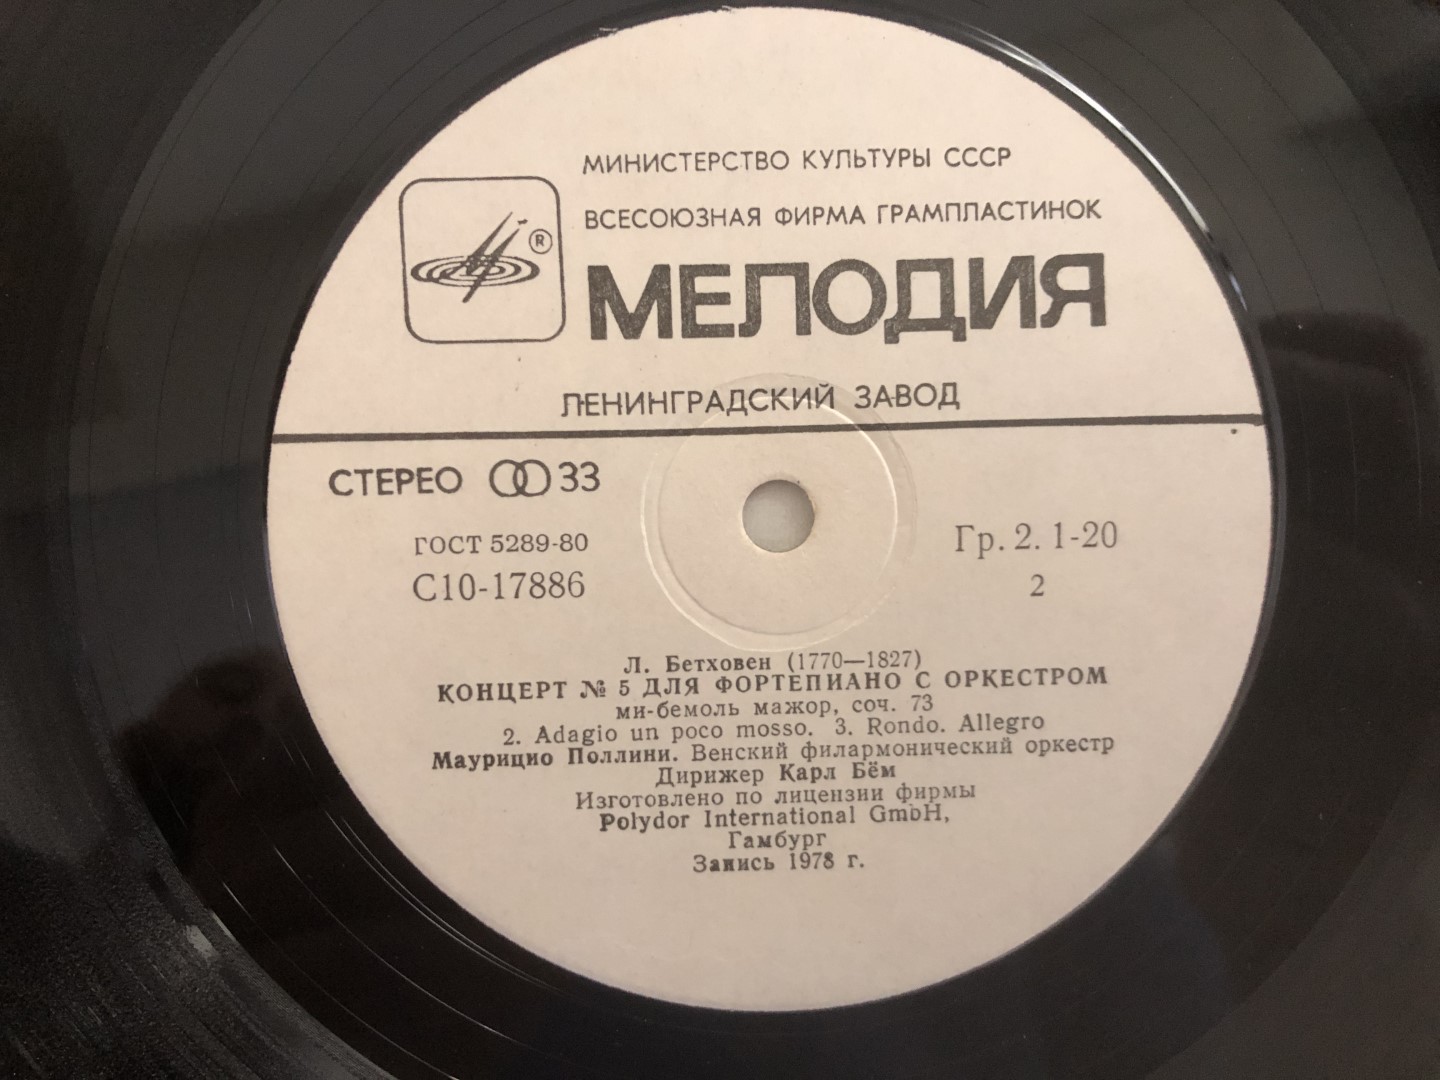 МИНИСТЕРСТВО КУЛЬТУРЫ СССР
ВСЕСОЮЗНАЯ ФИРМА ГРАМПЛАСТИНОК
®
МЕЛОДИЯ
ЛЕНИНГРАДСКИЙ ЗАВОД
СТЕРЕО 33
ГОСТ 5289-80
С10-17886
Гр. 2. 1-20
2
Л. Бетховен (1770—1827)
КОНЦЕРТ № 5 ДЛЯ ФОРТЕПИАНО С ОРКЕСТРОМ
ми-бемоль мажор, соч. 73
2. Adagio un poco mosso. 3. Rondo. Allegro
Маурицио Поллини. Венский филармонический оркестр
Дирижер Карл Бём
Изготовлено по лицензии фирмы
Polydor International GmbH,
Гамбург
Запись 1978 г.